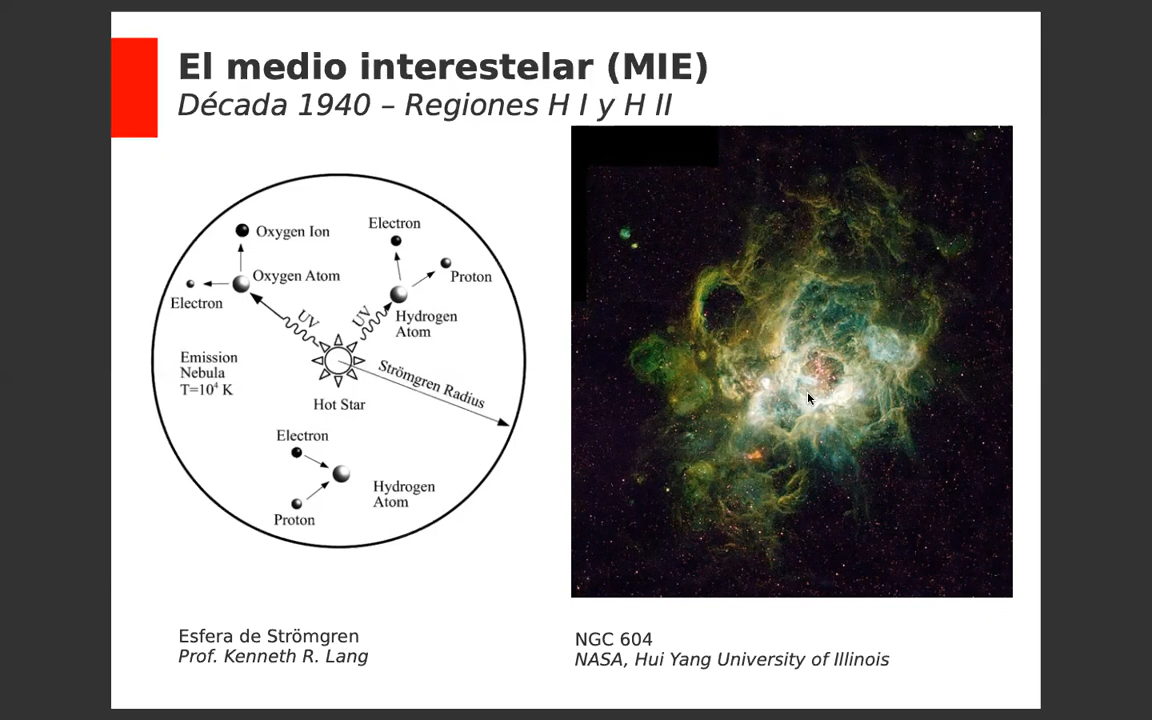 El medio interestelar (MIE)
Década 1940 – Regiones H I y H II
Oxygen Ion
Electron
Oxygen Atom
Proton
Electron
UV
UV
Hydrogen
Atom
Emission
Nebula
T=10⁴ K
Strömgren Radius
Hot Star
Electron
Hydrogen
Atom
Proton
Esfera de Strömgren
Prof. Kenneth R. Lang
NGC 604
NASA, Hui Yang University of Illinois